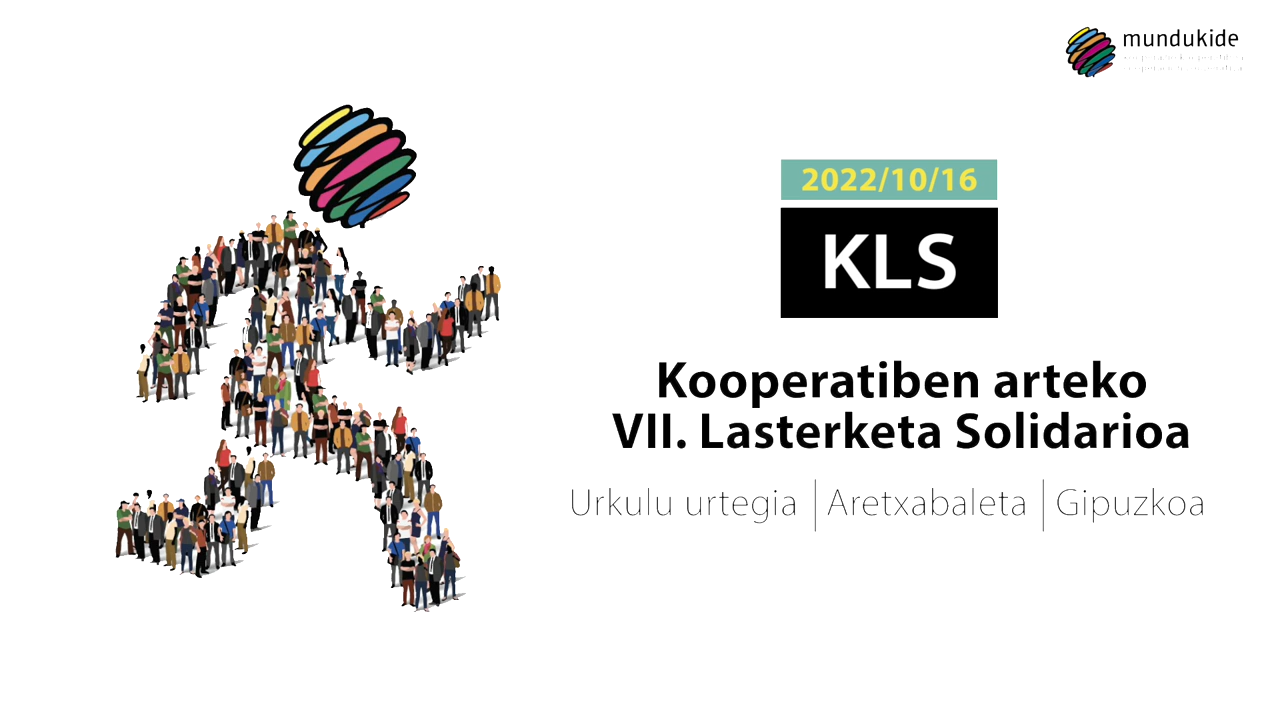 mundukide
2022/10/16
KLS
Kooperatiben arteko
VII. Lasterketa Solidarioa
Urkulu urtegia | Aretxabaleta | Gipuzkoa